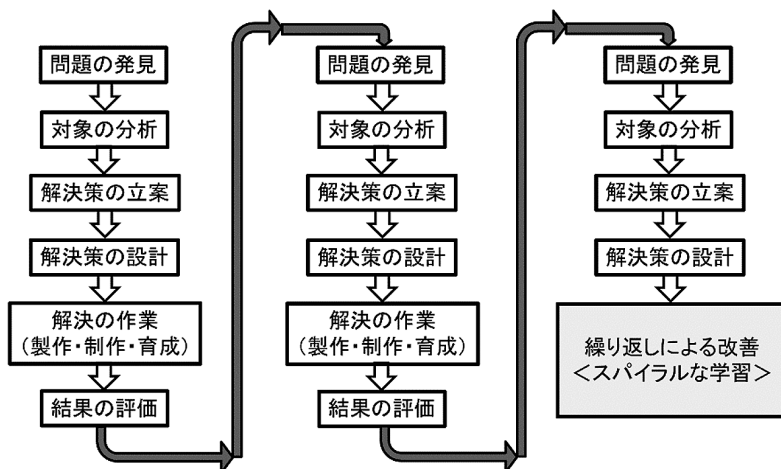 問題の発見
対象の分析
解決策の立案
解決策の設計
解決の作業
(製作・制作・育成)
結果の評価
問題の発見
対象の分析
解決策の立案
解決策の設計
解決の作業
(製作・制作・育成)
結果の評価
問題の発見
対象の分析
解決策の立案
解決策の設計
繰り返しによる改善
<スパイラルな学習>